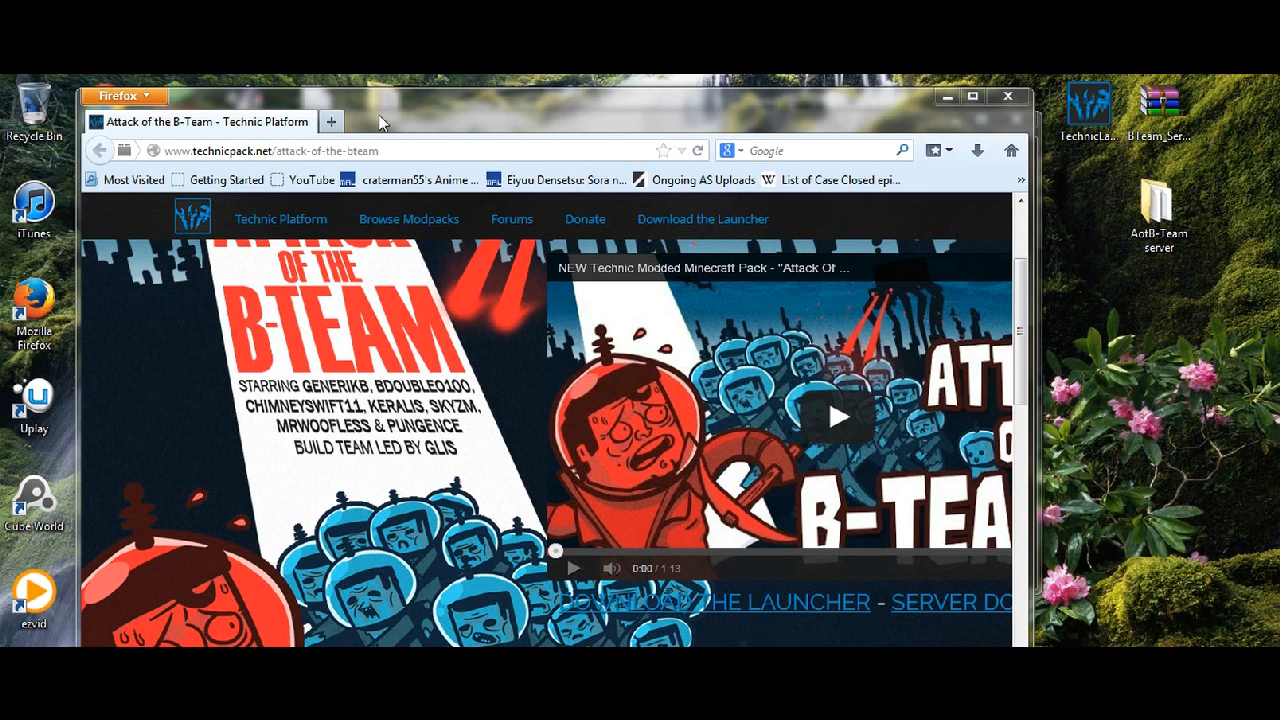 Recycle Bin
iTunes
Mozilla
Firefox
Uplay
Cube World
ezvid
TechnicLa...
BTeam_Ser...
AotB-Team
server
Firefox
Attack of the B-Team - Technic Platform
www.technicpack.net/attack-of-the-bteam
Google
Most Visited Getting Started YouTube craterman55's Anime ... Eiyuu Densetsu: Sora n... Ongoing AS Uploads W List of Case Closed epi...
Technic Platform Browse Modpacks Forums Donate Download the Launcher
ATTACK
OF THE
B-TEAM
STARRING GENERIKB, BDOUBLEO100,
CHIMNEYSWIFT11, KERALIS, SKYZM,
MRWOOFLESS & PUNGENCE
BUILD TEAM LED BY GLIS
NEW Technic Modded Minecraft Pack - "Attack Of ...
ATT
O
B-TEA
0:00 / 1:13
DOWNLOAD THE LAUNCHER - SERVER DO